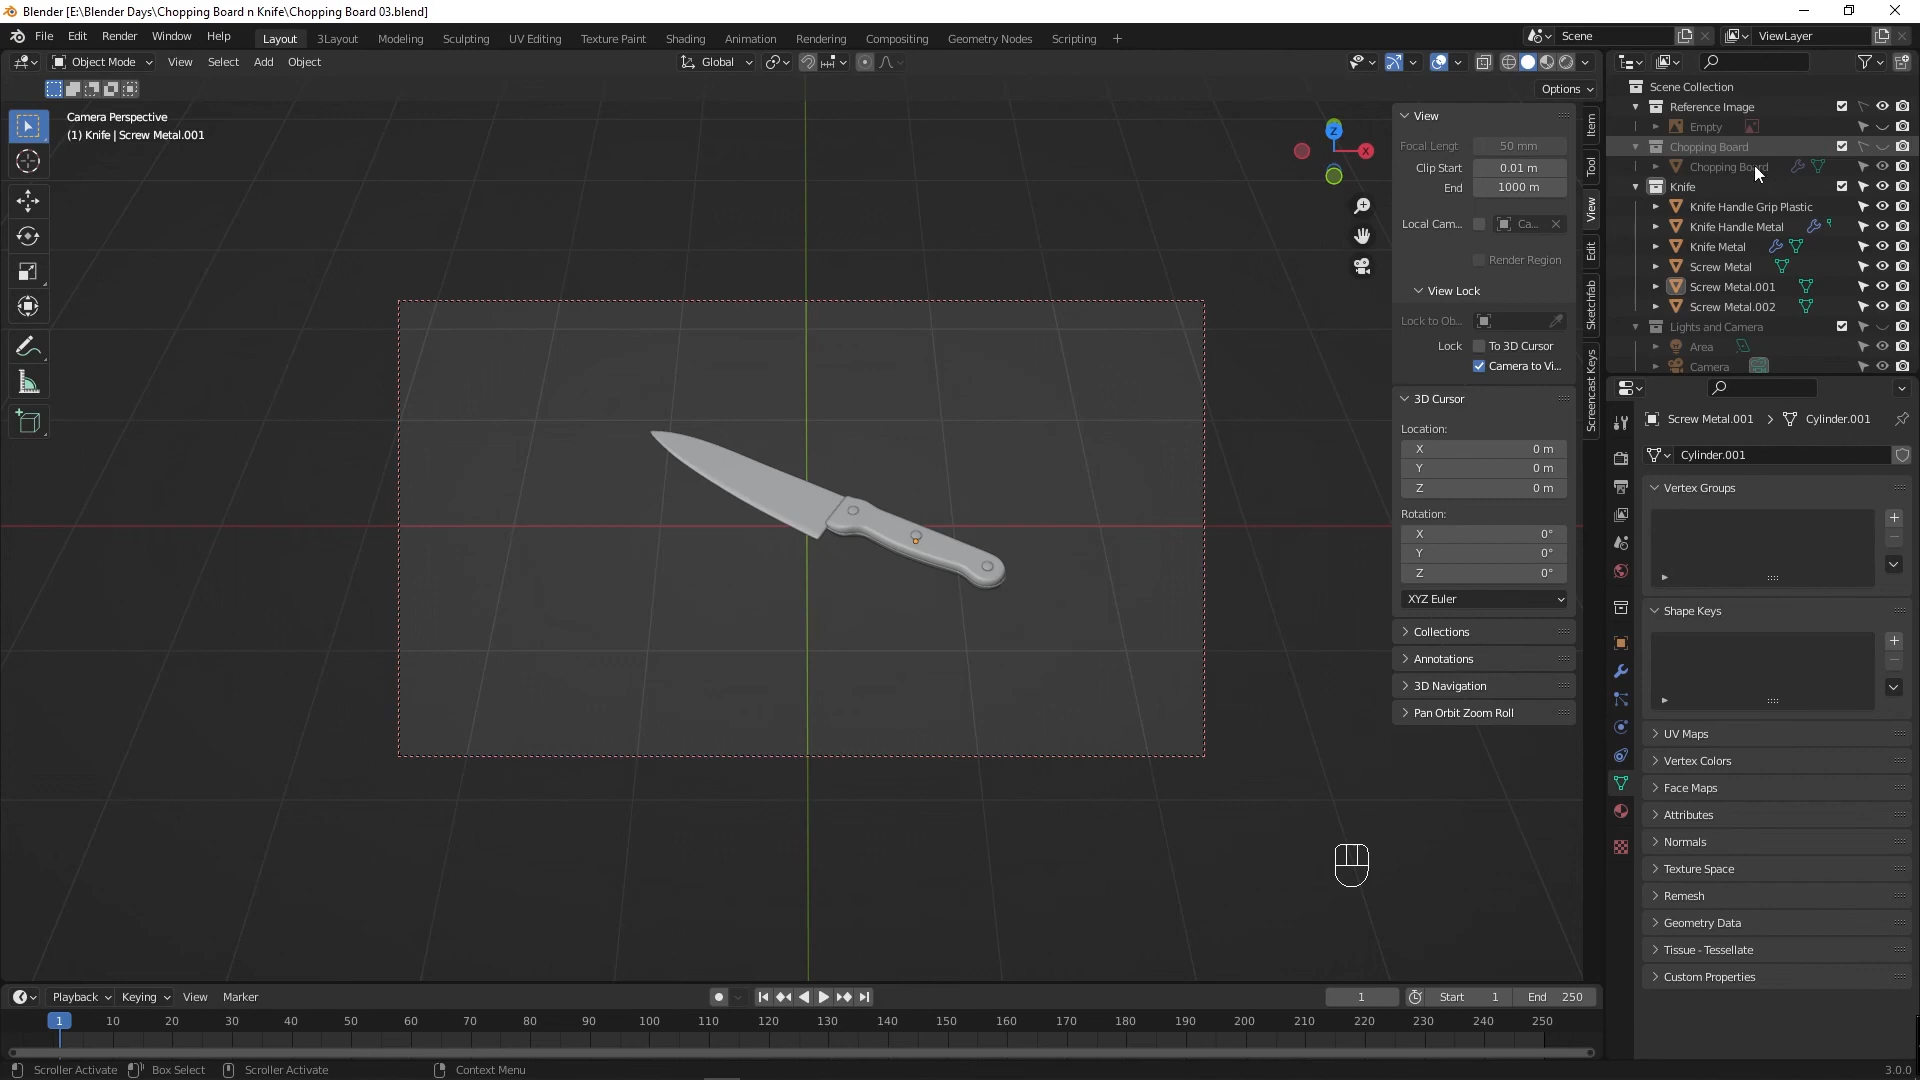 Blender [E:\Blender Days\Chopping Board n Knife\Chopping Board 03.blend]
File Edit Render Window Help Layout 3Layout Modeling Sculpting UV Editing Texture Paint Shading Animation Rendering Compositing Geometry Nodes Scripting + Scene ViewLayer
Object Mode View Select Add Object Global
Options
Camera Perspective
(1) Knife | Screw Metal.001
Z
X
View
Focal Lengt 50 mm
Clip Start 0.01 m
End 1000 m
Local Cam... Ca...
Render Region
View Lock
Lock to Ob...
Lock To 3D Cursor
Camera to Vi...
3D Cursor
Location:
X 0 m
Y 0 m
Z 0 m
Rotation:
X 0°
Y 0°
Z 0°
XYZ Euler
Collections
Annotations
3D Navigation
Pan Orbit Zoom Roll
Item
Tool
View
Edit
Sketchfab
Screencast Keys
Scene Collection
Reference Image
Empty
Chopping Board
Chopping Board
Knife
Knife Handle Grip Plastic
Knife Handle Metal
Knife Metal
Screw Metal
Screw Metal.001
Screw Metal.002
Lights and Camera
Area
Camera
Screw Metal.001 Cylinder.001
Cylinder.001
Vertex Groups
Shape Keys
UV Maps
Vertex Colors
Face Maps
Attributes
Normals
Texture Space
Remesh
Geometry Data
Tissue - Tessellate
Custom Properties
Playback Keying View Marker 1 Start 1 End 250
1 10 20 30 40 50 60 70 80 90 100 110 120 130 140 150 160 170 180 190 200 210 220 230 240 250
Scroller Activate Box Select Scroller Activate Context Menu 3.0.0